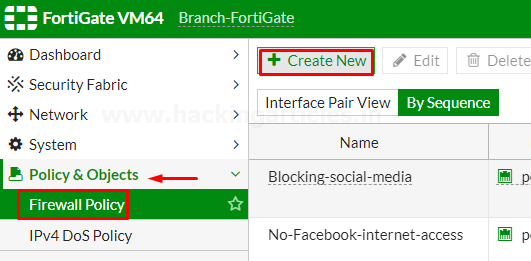 FortiGate VM64
Branch-FortiGate
Dashboard
Security Fabric
Network
System
Policy & Objects
Firewall Policy
IPv4 DoS Policy
+ Create New
Edit
Delete
Interface Pair View
By Sequence
www.hackingarticles.in
Name
Blocking-social-media
No-Facebook-internet-access